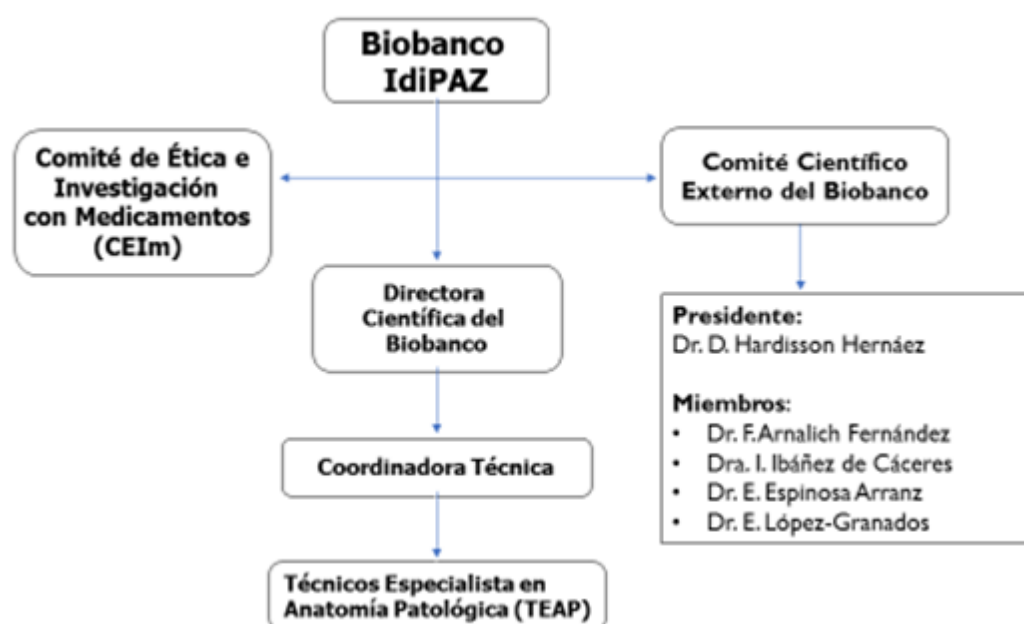 Biobanco
IdiPAZ
Comité de Ética e
Investigación
con Medicamentos
(CEIm)
Comité Científico
Externo del Biobanco
Directora
Científica del
Biobanco
Presidente:
Dr. D. Hardisson Hernáez
Miembros:
• Dr. F. Arnalich Fernández
• Dra. I. Ibáñez de Cáceres
• Dr. E. Espinosa Arranz
• Dr. E. López-Granados
Coordinadora Técnica
Técnicos Especialista en
Anatomía Patológica (TEAP)